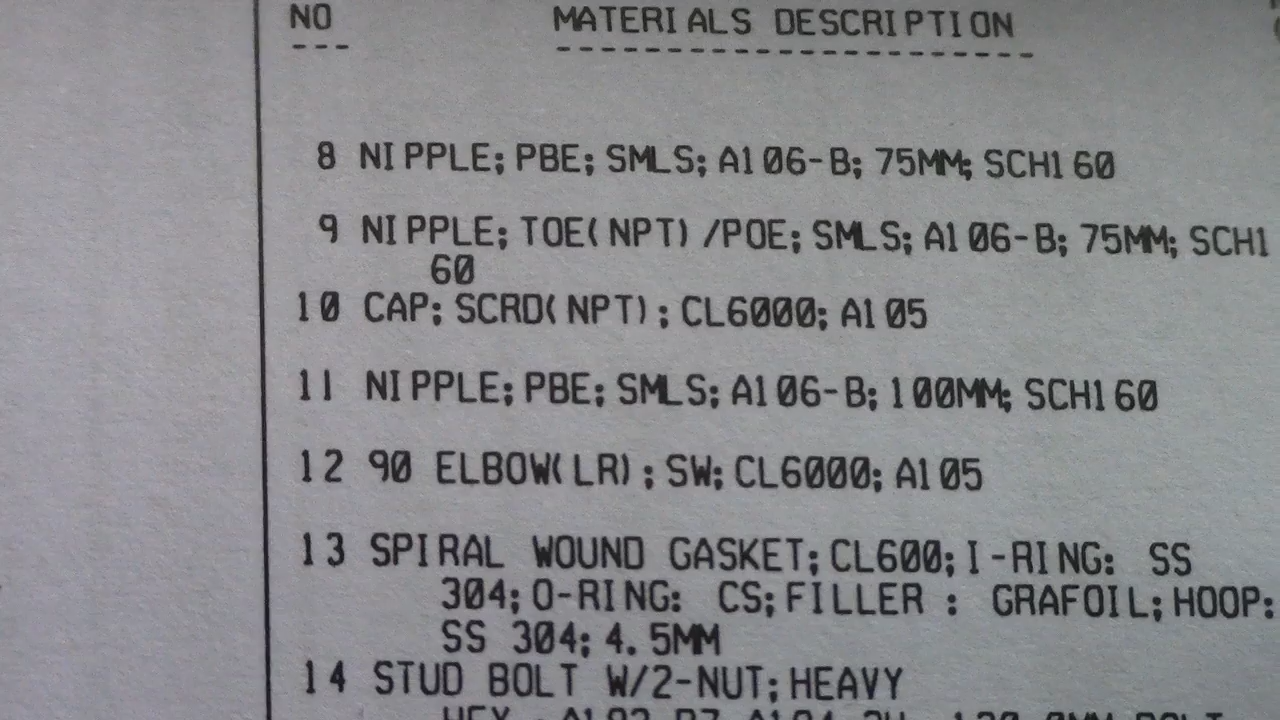 NO MATERIALS DESCRIPTION
8 NIPPLE; PBE; SMLS; A106-B; 75MM; SCH160
9 NIPPLE; TOE(NPT)/POE; SMLS; A106-B; 75MM; SCH1
60
10 CAP; SCRD(NPT); CL6000; A105
11 NIPPLE; PBE; SMLS; A106-B; 100MM; SCH160
12 90 ELBOW(LR); SW; CL6000; A105
13 SPIRAL WOUND GASKET; CL600; I-RING: SS
304; O-RING: CS; FILLER : GRAFOIL; HOOP:
SS 304; 4.5MM
14 STUD BOLT W/2-NUT; HEAVY